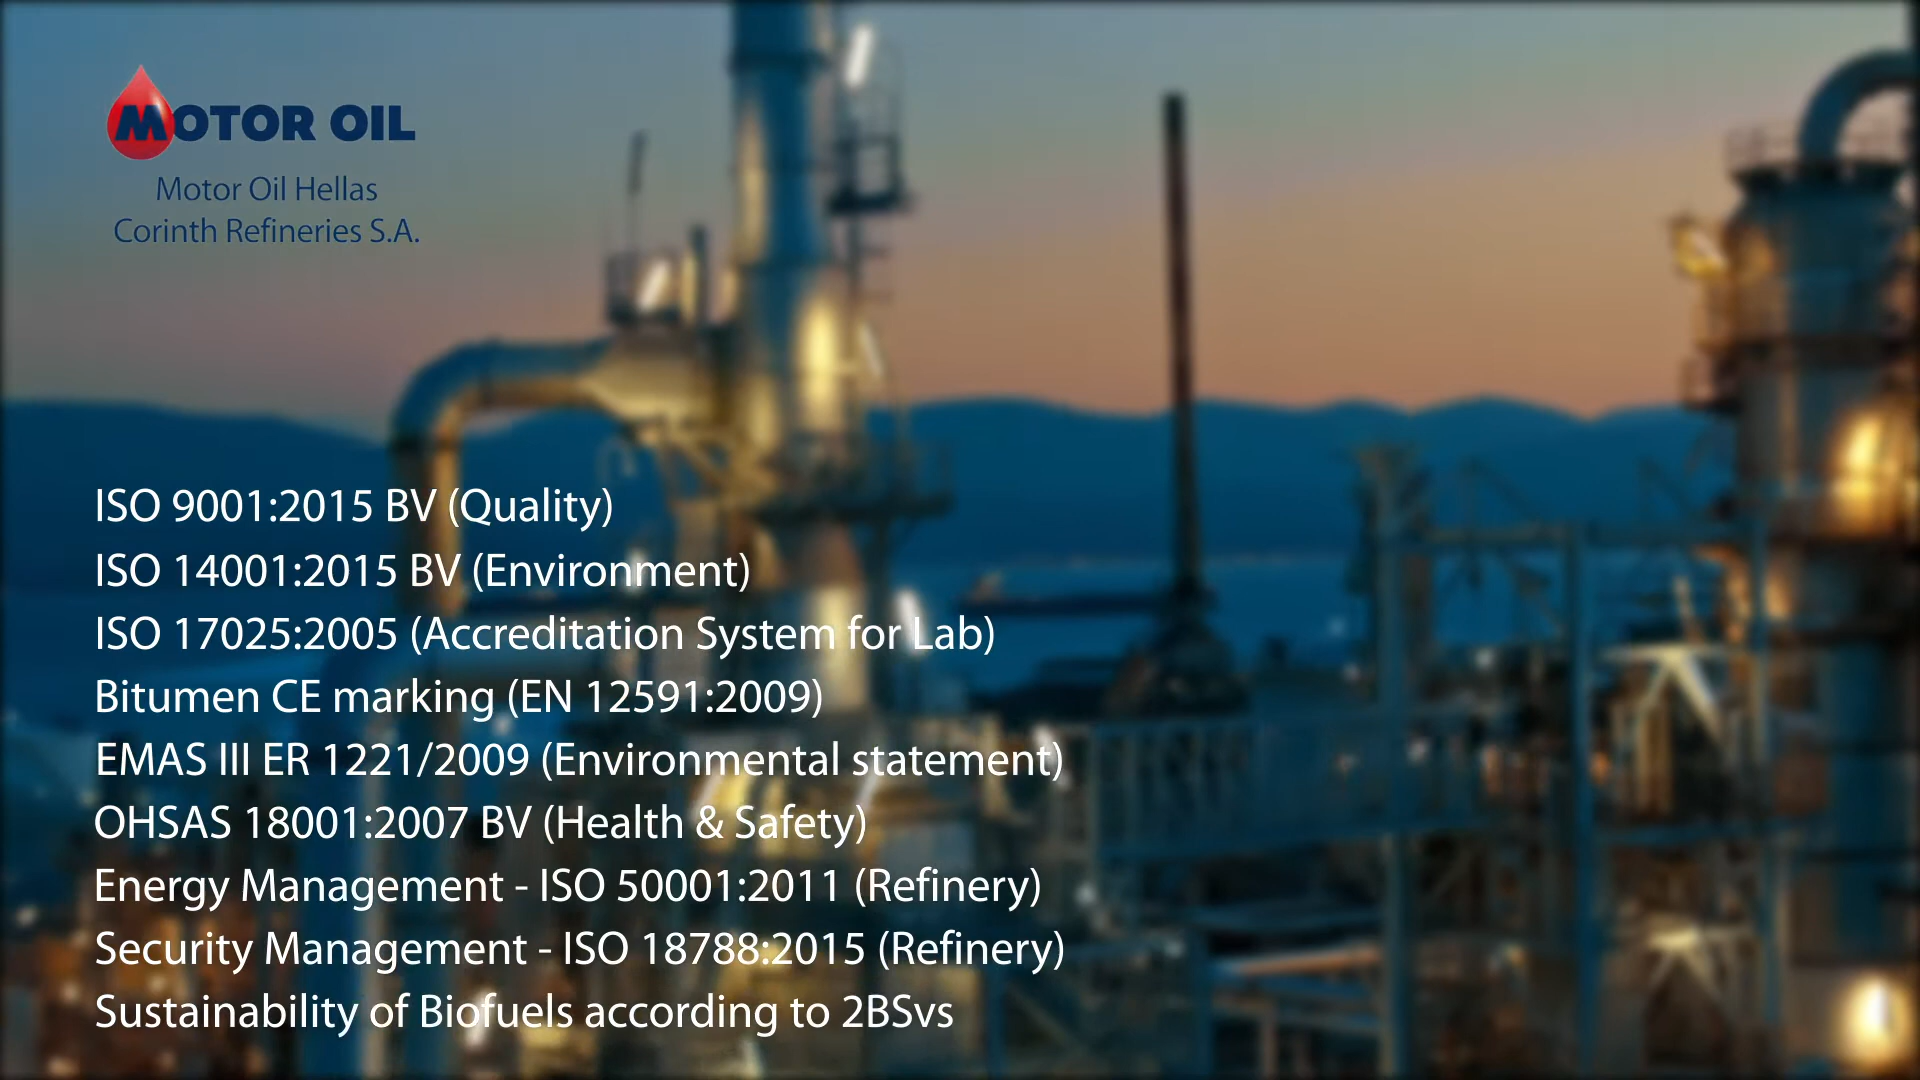 MOTOR OIL
Motor Oil Hellas
Corinth Refineries S.A.
ISO 9001:2015 BV (Quality)
ISO 14001:2015 BV (Environment)
ISO 17025:2005 (Accreditation System for Lab)
Bitumen CE marking (EN 12591:2009)
EMAS III ER 1221/2009 (Environmental statement)
OHSAS 18001:2007 BV (Health & Safety)
Energy Management - ISO 50001:2011 (Refinery)
Security Management - ISO 18788:2015 (Refinery)
Sustainability of Biofuels according to 2BSvs